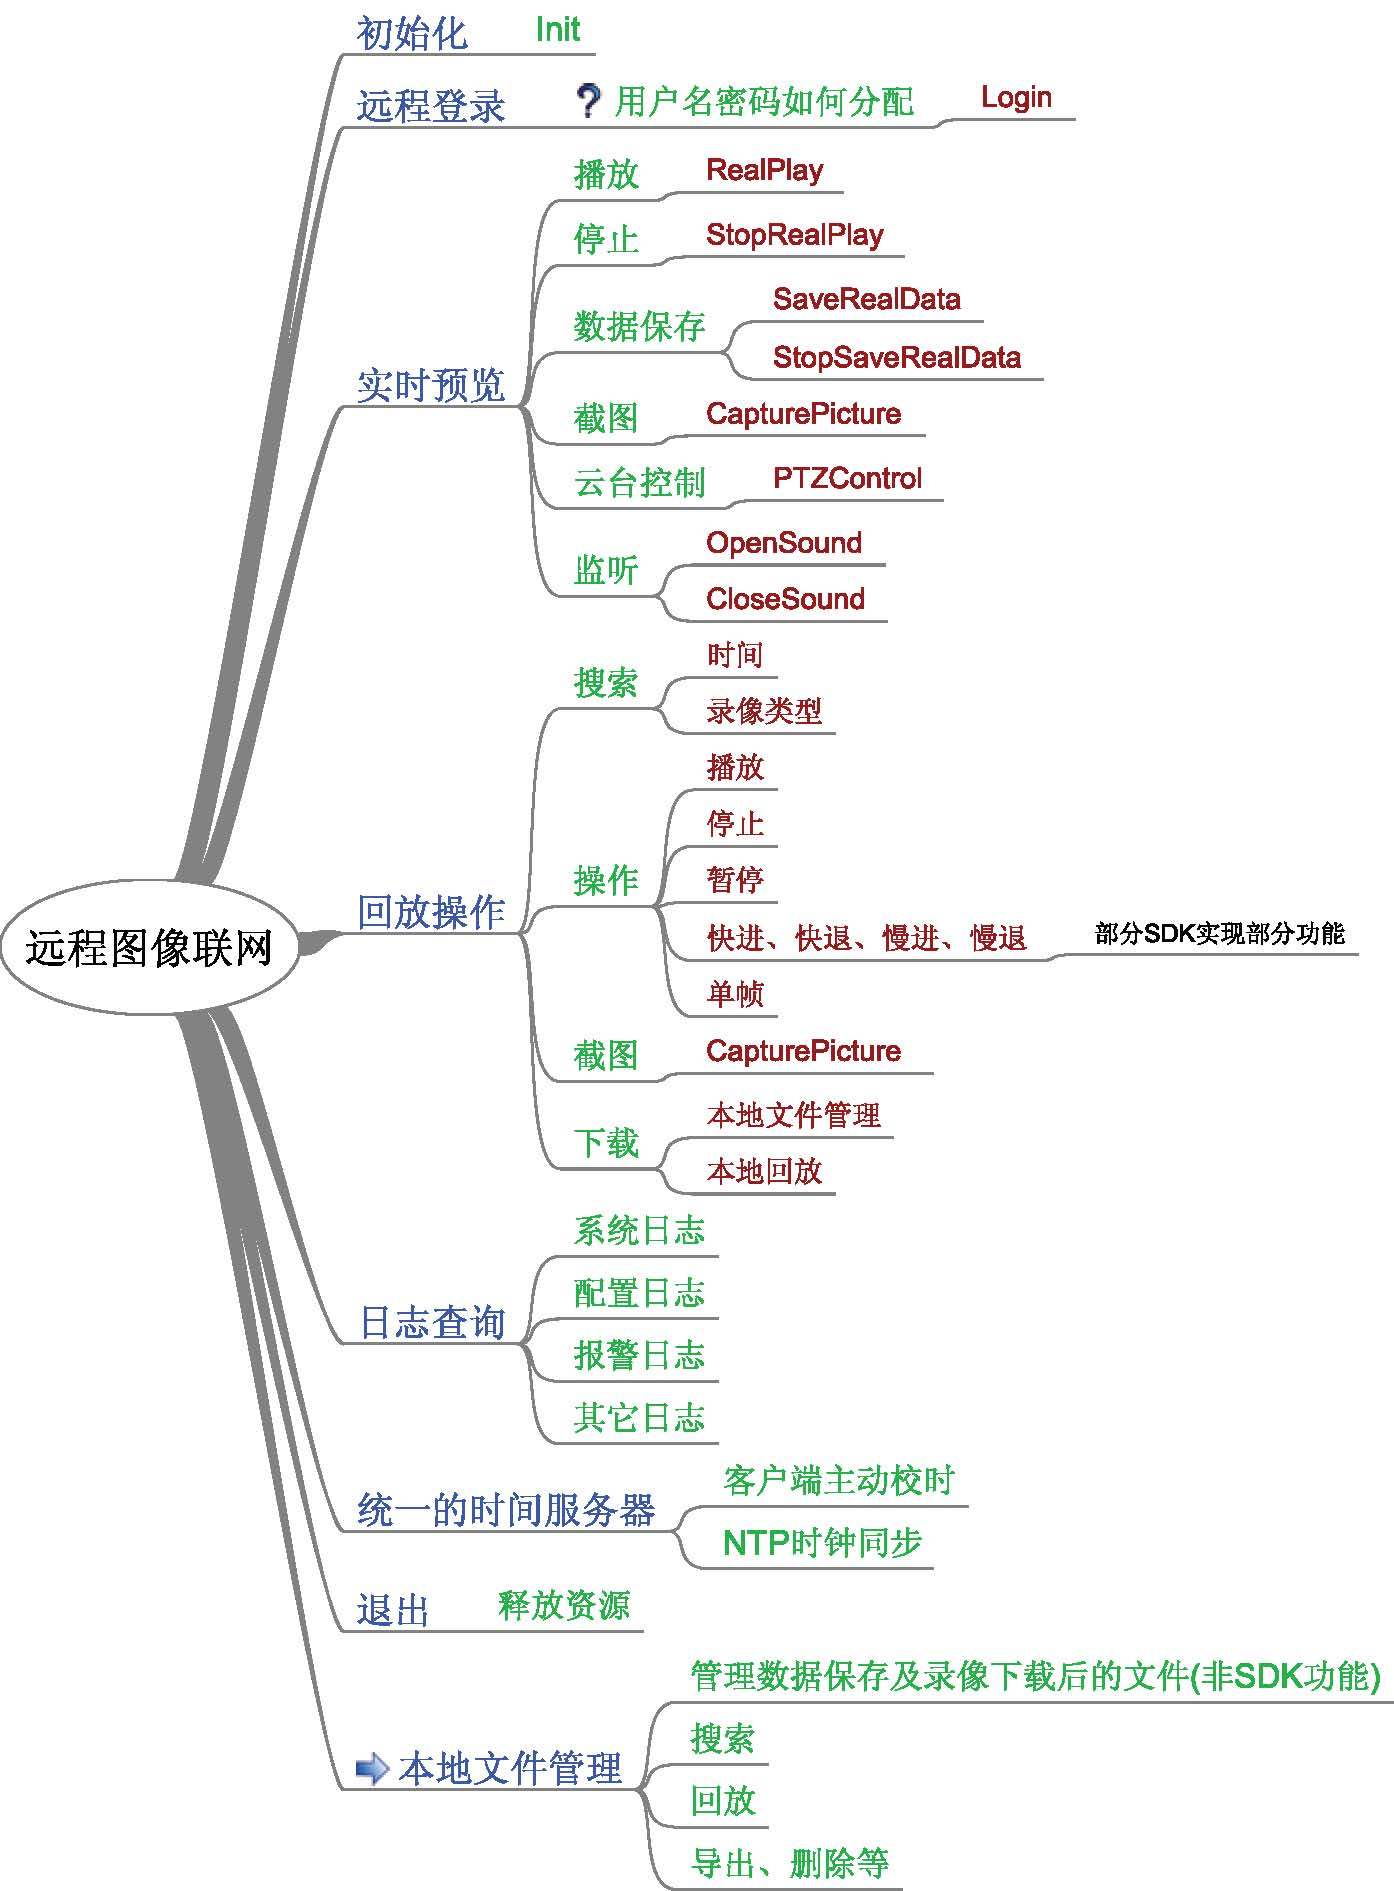 初始化
Init
远程登录
用户名密码如何分配
Login
实时预览
播放
RealPlay
停止
StopRealPlay
数据保存
SaveRealData
StopSaveRealData
截图
CapturePicture
云台控制
PTZControl
监听
OpenSound
CloseSound
远程图像联网
回放操作
搜索
时间
录像类型
操作
播放
停止
暂停
快进、快退、慢进、慢退
部分SDK实现部分功能
单帧
截图
CapturePicture
下载
本地文件管理
本地回放
日志查询
系统日志
配置日志
报警日志
其它日志
统一的时间服务器
客户端主动校时
NTP时钟同步
退出
释放资源
本地文件管理
管理数据保存及录像下载后的文件(非SDK功能)
搜索
回放
导出、删除等